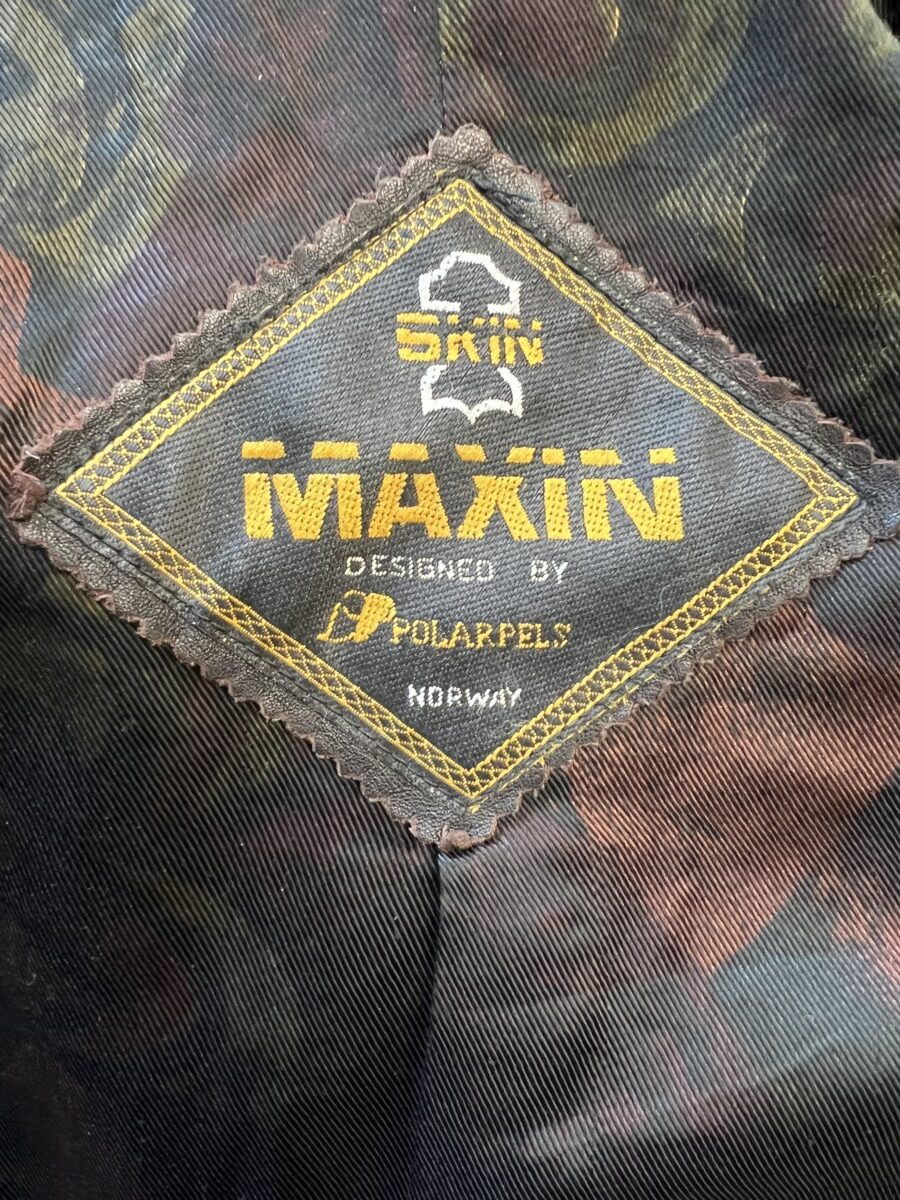 SKIN
MAXIN
DESIGNED BY
POLARPELS
NORWAY